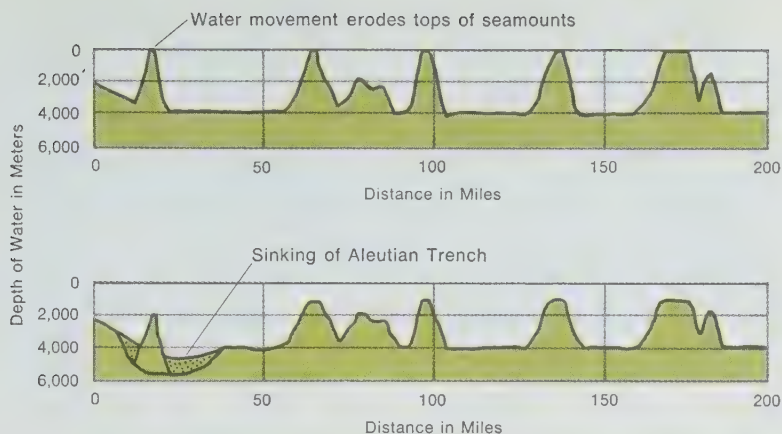 Water movement erodes tops of seamounts
0
2,000
4,000
6,000
0 50 100 150 200
Distance in Miles
Depth of Water in Meters
Sinking of Aleutian Trench
0
2,000
4,000
6,000
0 50 100 150 200
Distance in Miles